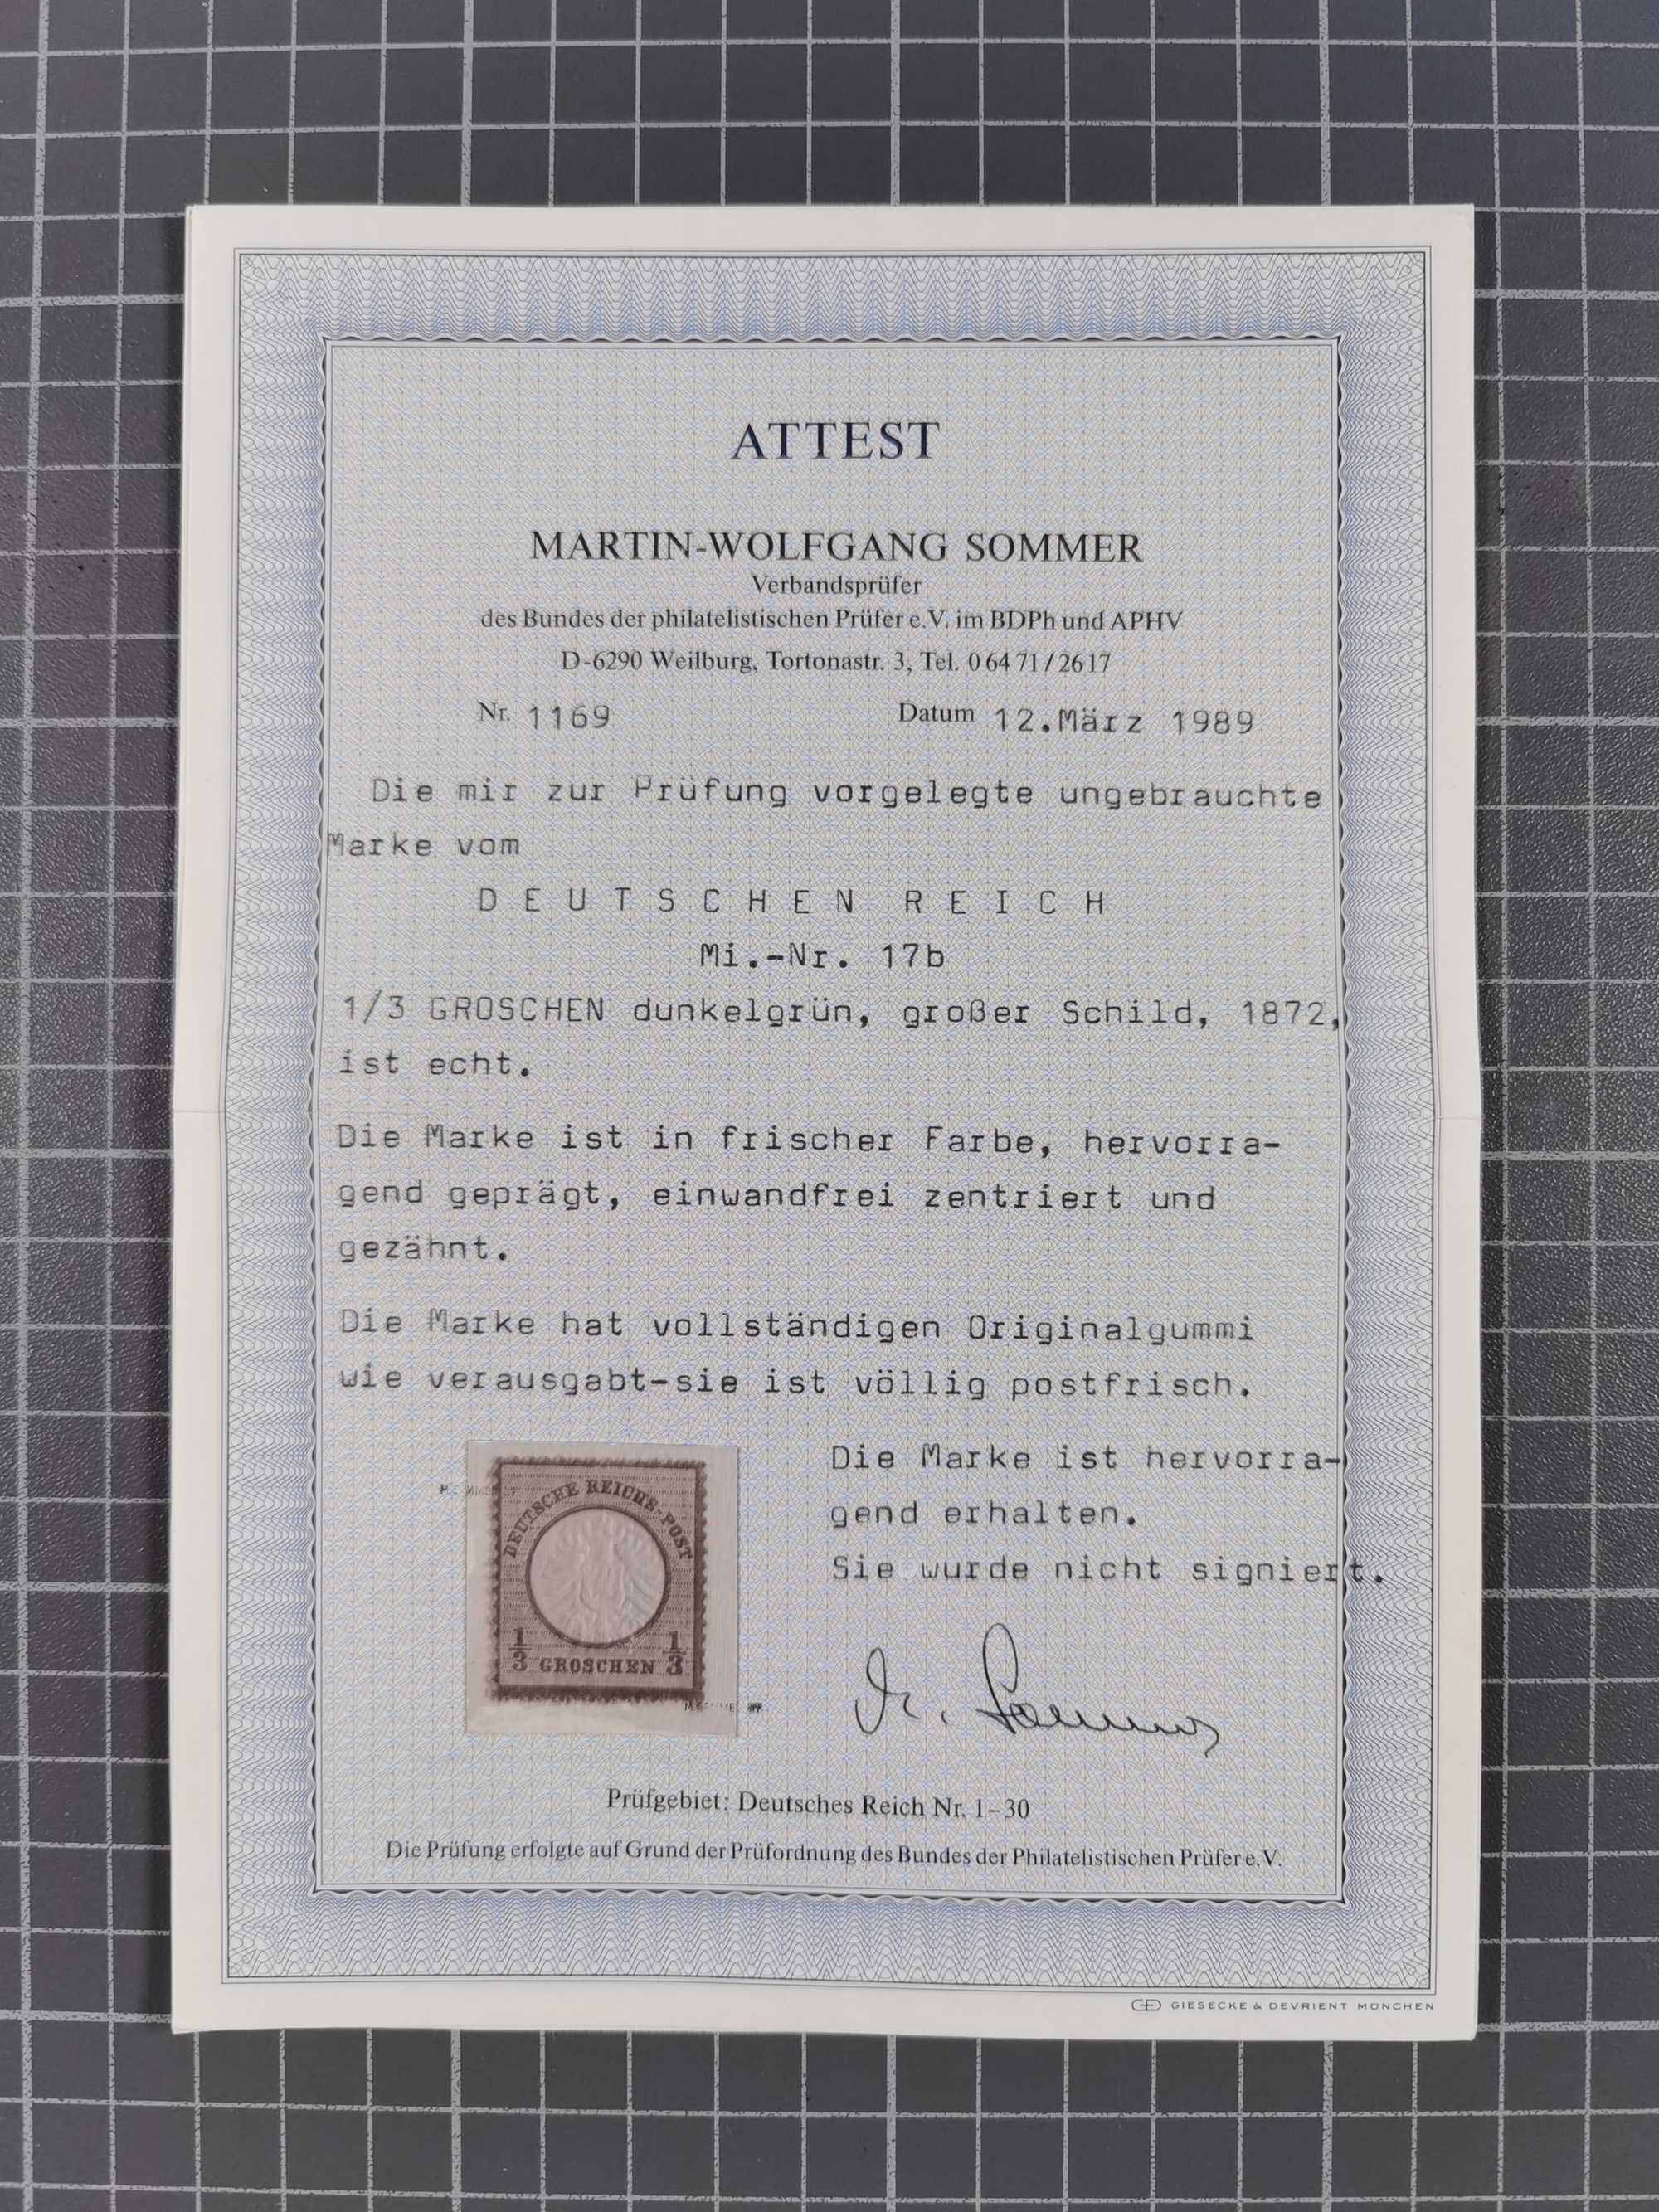 ATTEST
MARTIN-WOLFGANG SOMMER
Verbandsprüfer
des Bundes der philatelistischen Prüfer e.V. im BDPh und APHV
D-6290 Weilburg, Tortonastr. 3, Tel. 06471/2617
Nr. 1169 Datum 12.März 1989
Die mir zur Prüfung vorgelegte ungebrauchte
Marke vom
DEUTSCHEN REICH
Mi.-Nr. 17b
1/3 GROSCHEN dunkelgrün, großer Schild, 1872,
ist echt.
Die Marke ist in frischer Farbe, hervorra-
gend geprägt, einwandfrei zentriert und
gezähnt.
Die Marke hat vollständigen Originalgummi
wie verausgabt-sie ist völlig postfrisch.
DEUTSCHE REICHS-POST
1/3 GROSCHEN 1/3
Die Marke ist hervorra-
gend erhalten.
Sie wurde nicht signiert.
Prüfgebiet: Deutsches Reich Nr. 1-30
Die Prüfung erfolgte auf Grund der Prüfordnung des Bundes der Philatelistischen Prüfer e.V.
GIESECKE & DEVRIENT MÜNCHEN